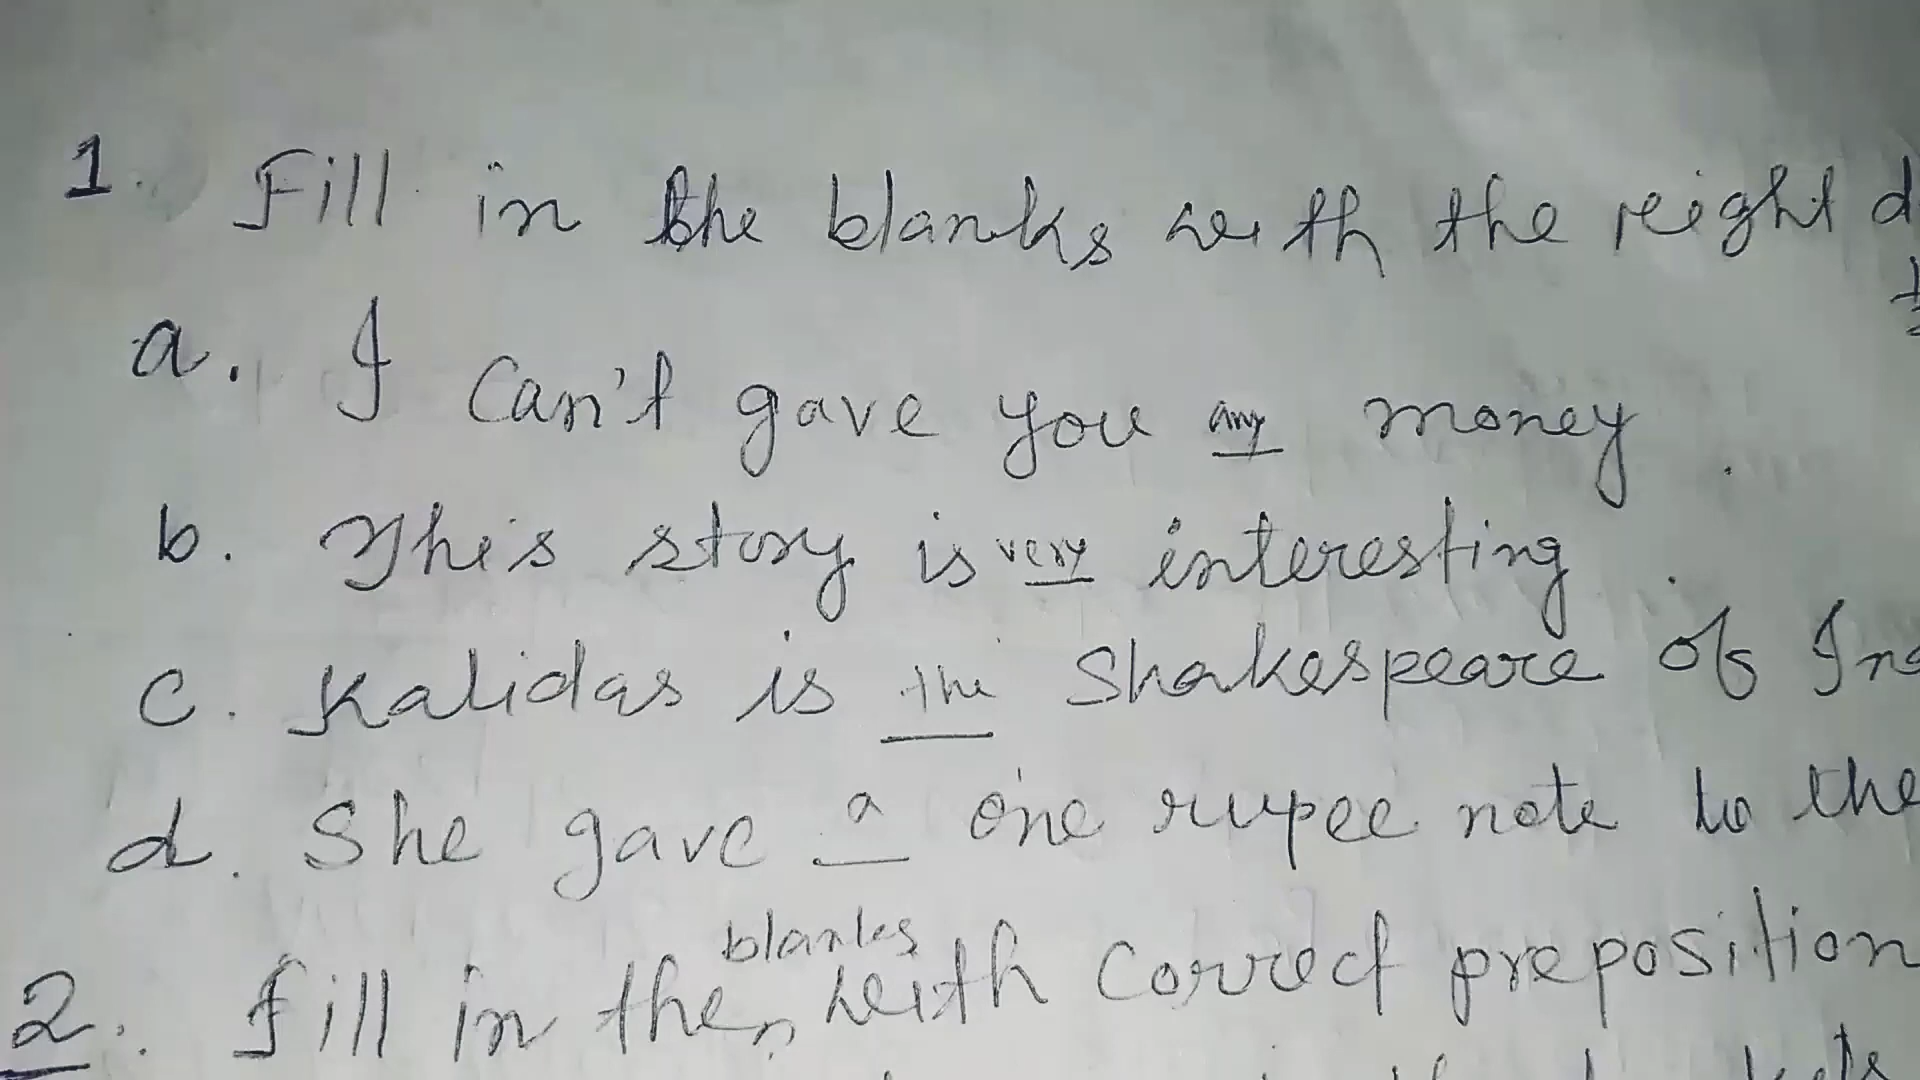 1. Fill in the blanks with the right
a. I can't gave you any money.
b. This story is very interesting.
c. Kalidas is the Shakespeare of
d. She gave a one rupee note to the
2. Fill in the blanks with correct preposition